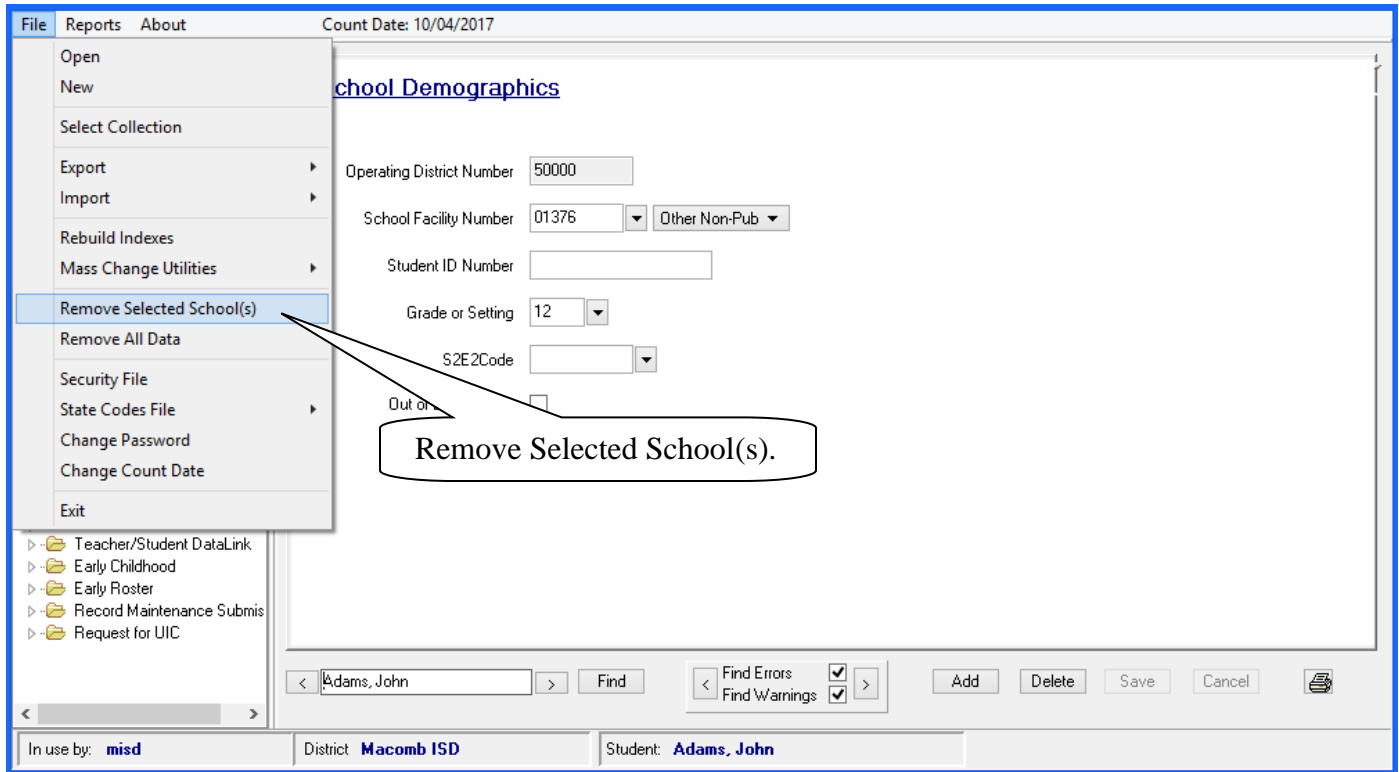 File Reports About Count Date: 10/04/2017
Open
New
Select Collection
Export
Import
Rebuild Indexes
Mass Change Utilities
Remove Selected School(s)
Remove All Data
Security File
State Codes File
Change Password
Change Count Date
Exit
chool Demographics
Operating District Number 50000
School Facility Number 01376 Other Non-Pub
Student ID Number
Grade or Setting 12
S2E2Code
Out of
Remove Selected School(s).
Teacher/Student DataLink
Early Childhood
Early Roster
Record Maintenance Submis
Request for UIC
< Adams, John > Find < Find Errors > Add Delete Save Cancel
Find Warnings
In use by: misd District Macomb ISD Student: Adams, John